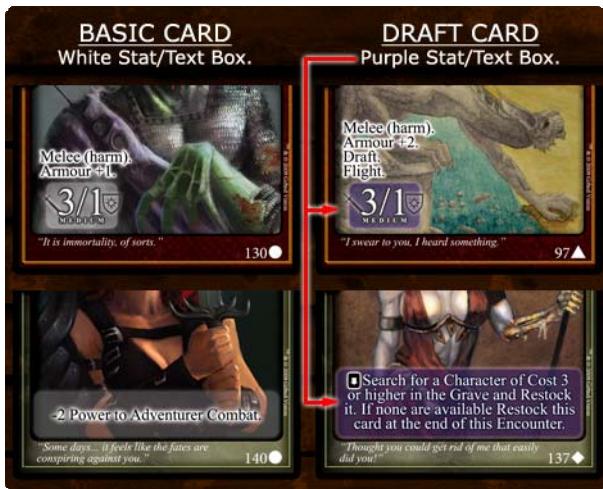 BASIC CARD
White Stat/Text Box.
DRAFT CARD
Purple Stat/Text Box.
Melee (harm).
Armour +1.
3/1
MEDIUM
"It is immortality, of sorts."
130
Melee (harm).
Armour +2.
Draft.
Flight.
3/1
MEDIUM
"I swear to you, I heard something."
97
-2 Power to Adventurer Combat.
"Some days... it feels like the fates are
conspiring against you."
140
Search for a Character of Cost 3
or higher in the Grave and Restock
it. If none are available Restock this
card at the end of this Encounter.
"Thought you could get rid of me that easily
did you!"
137